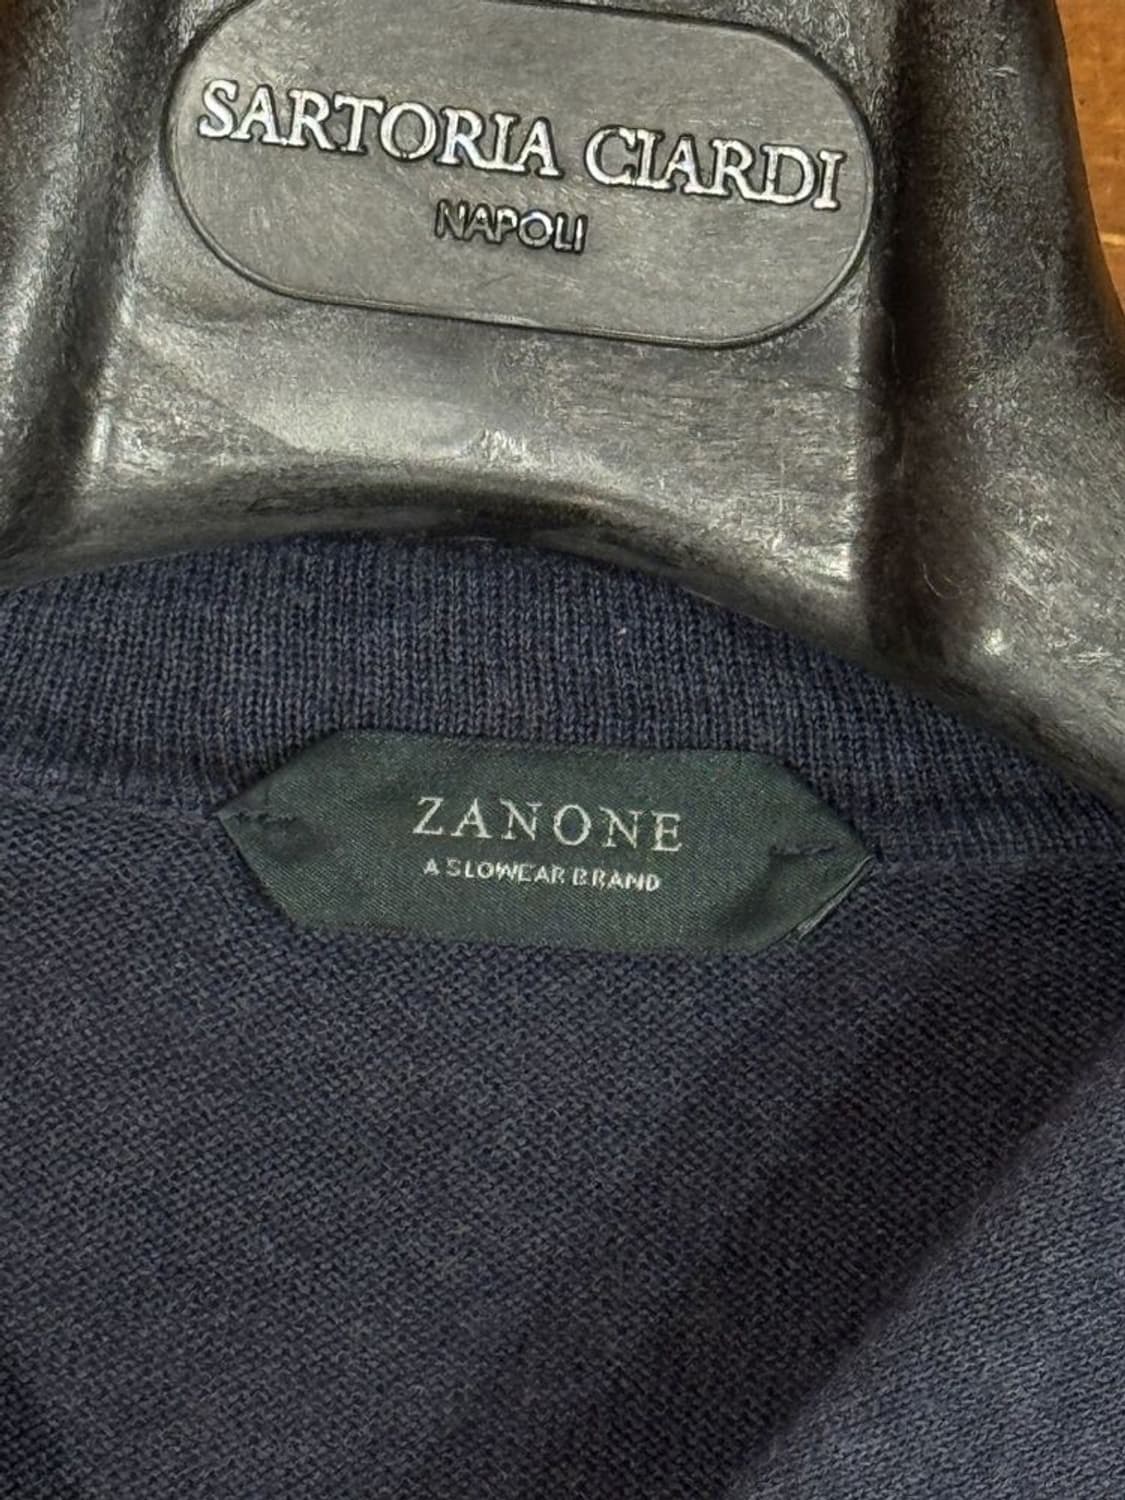 SARTORIA CIARDI
NAPOLI
ZANONE
A SLOWEAR BRAND